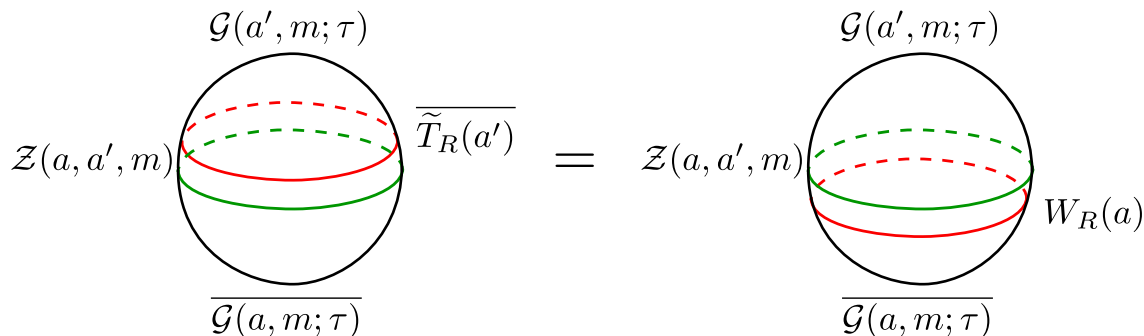 𝒢(a′, m; τ) 𝒢(a′, m; τ)
𝒵(a, a′, m) \overline{\widetilde{T}_R(a′)} = 𝒵(a, a′, m) W_R(a)
\overline{𝒢(a, m; τ)} \overline{𝒢(a, m; τ)}